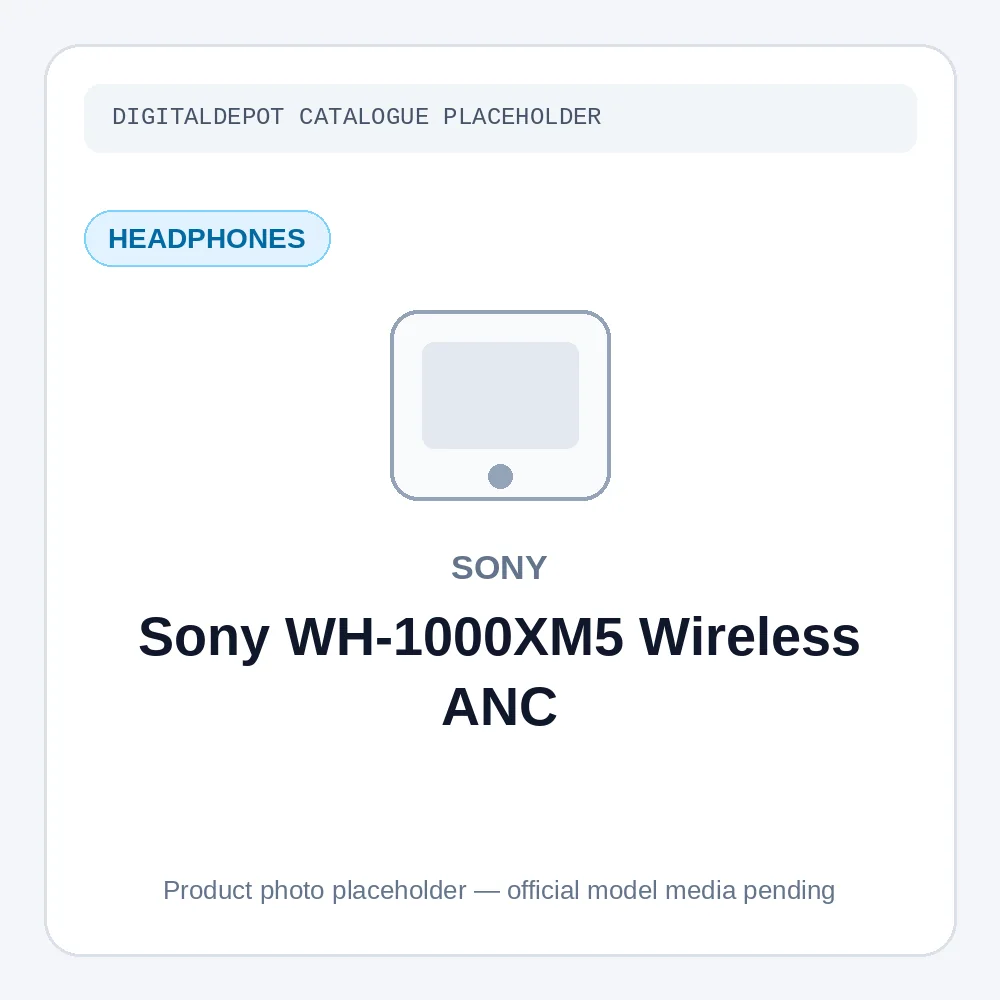 DIGITALDEPOT CATALOGUE PLACEHOLDER
HEADPHONES
SONY
Sony WH-1000XM5 Wireless
ANC
Product photo placeholder — official model media pending